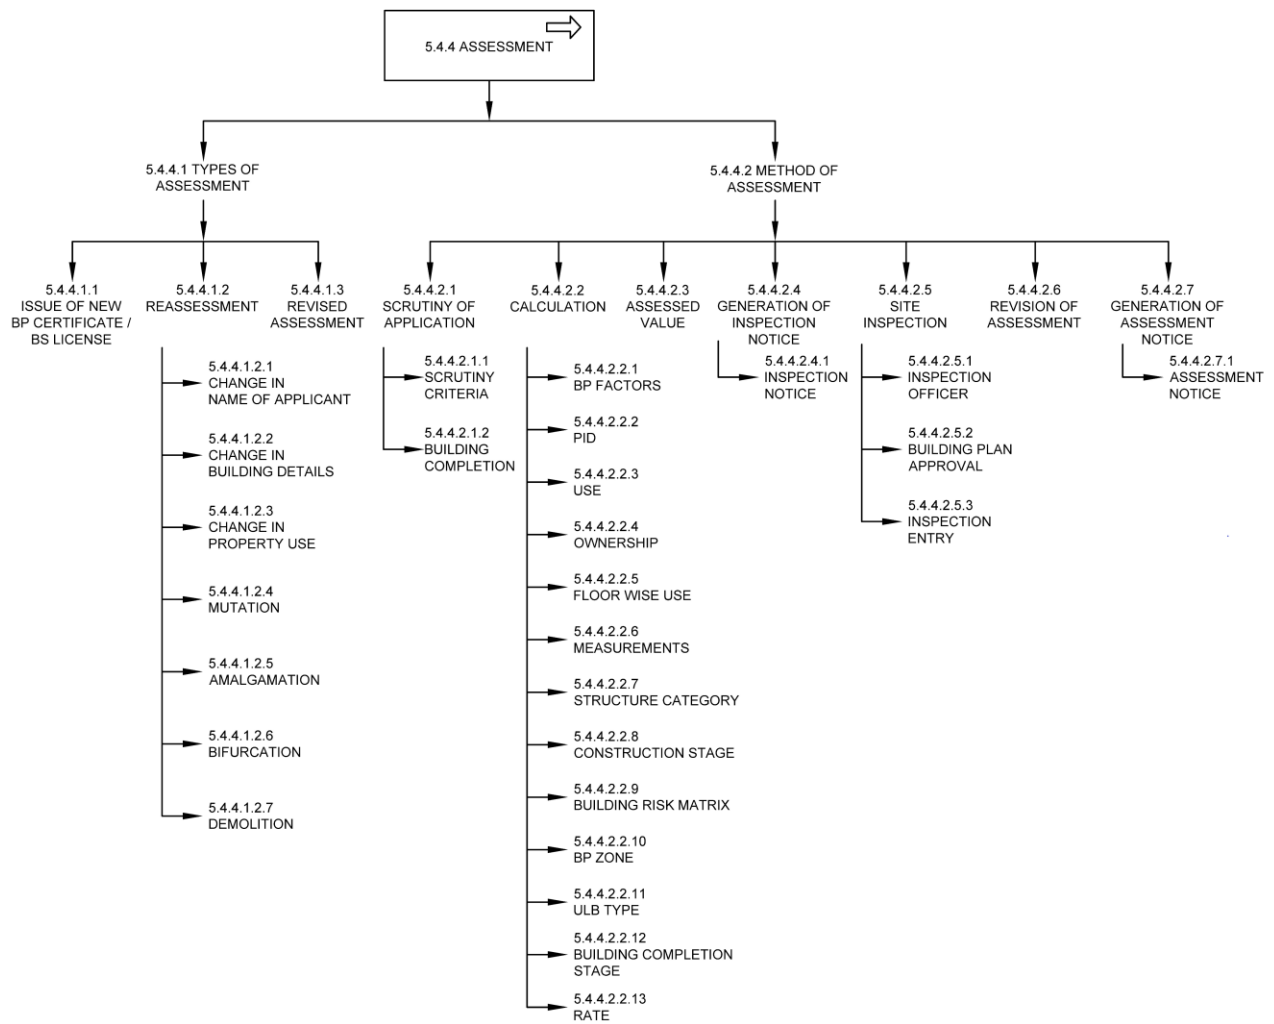 5.4.4 ASSESSMENT
5.4.4.1 TYPES OF
ASSESSMENT
5.4.4.2 METHOD OF
ASSESSMENT
5.4.4.1.1
ISSUE OF NEW
BP CERTIFICATE /
BS LICENSE
5.4.4.1.2
REASSESSMENT
5.4.4.1.3
REVISED
ASSESSMENT
5.4.4.2.1
SCRUTINY OF
APPLICATION
5.4.4.2.2
CALCULATION
5.4.4.2.3
ASSESSED
VALUE
5.4.4.2.4
GENERATION OF
INSPECTION
NOTICE
5.4.4.2.5
SITE
INSPECTION
5.4.4.2.6
REVISION OF
ASSESSMENT
5.4.4.2.7
GENERATION OF
ASSESSMENT
NOTICE
5.4.4.1.2.1
CHANGE IN
NAME OF APPLICANT
5.4.4.1.2.2
CHANGE IN
BUILDING DETAILS
5.4.4.1.2.3
CHANGE IN
PROPERTY USE
5.4.4.1.2.4
MUTATION
5.4.4.1.2.5
AMALGAMATION
5.4.4.1.2.6
BIFURCATION
5.4.4.1.2.7
DEMOLITION
5.4.4.2.1.1
SCRUTINY
CRITERIA
5.4.4.2.1.2
BUILDING
COMPLETION
5.4.4.2.2.1
BP FACTORS
5.4.4.2.2.2
PID
5.4.4.2.2.3
USE
5.4.4.2.2.4
OWNERSHIP
5.4.4.2.2.5
FLOOR WISE USE
5.4.4.2.2.6
MEASUREMENTS
5.4.4.2.2.7
STRUCTURE CATEGORY
5.4.4.2.2.8
CONSTRUCTION STAGE
5.4.4.2.2.9
BUILDING RISK MATRIX
5.4.4.2.2.10
BP ZONE
5.4.4.2.2.11
ULB TYPE
5.4.4.2.2.12
BUILDING COMPLETION
STAGE
5.4.4.2.2.13
RATE
5.4.4.2.4.1
INSPECTION
NOTICE
5.4.4.2.5.1
INSPECTION
OFFICER
5.4.4.2.5.2
BUILDING PLAN
APPROVAL
5.4.4.2.5.3
INSPECTION
ENTRY
5.4.4.2.7.1
ASSESSMENT
NOTICE